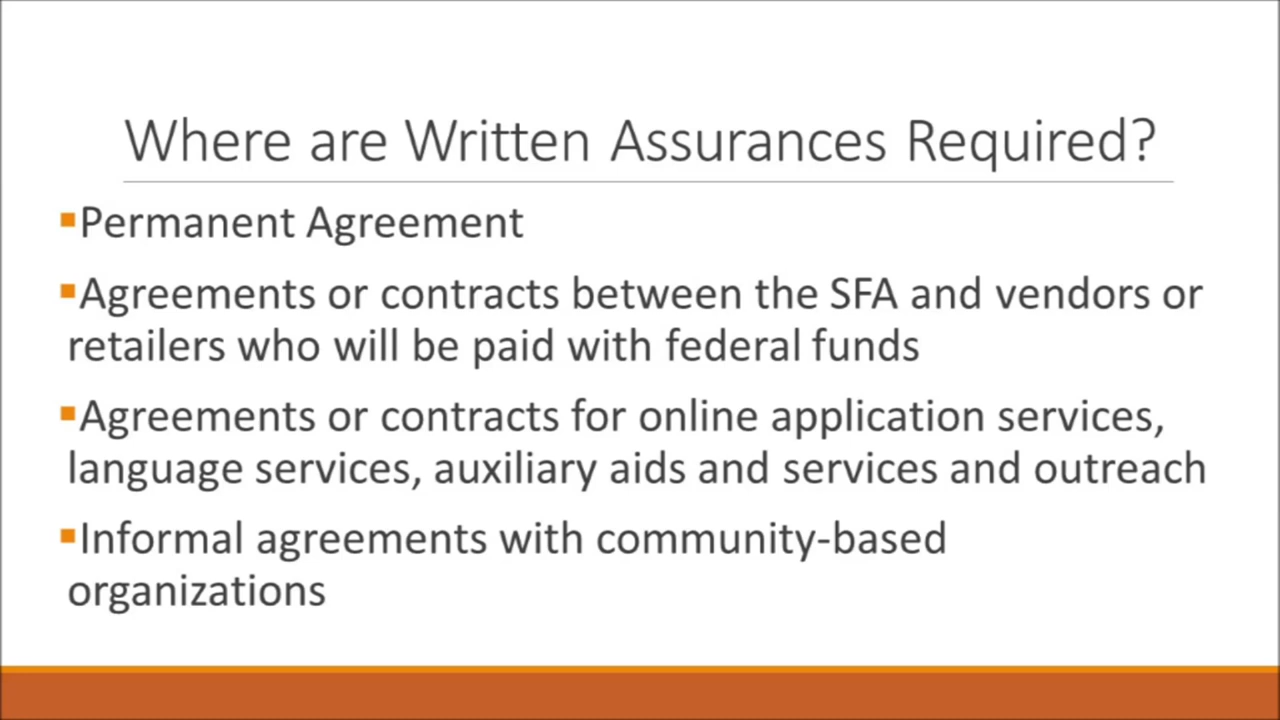 Where are Written Assurances Required?
▪Permanent Agreement
▪Agreements or contracts between the SFA and vendors or
retailers who will be paid with federal funds
▪Agreements or contracts for online application services,
language services, auxiliary aids and services and outreach
▪Informal agreements with community-based
organizations